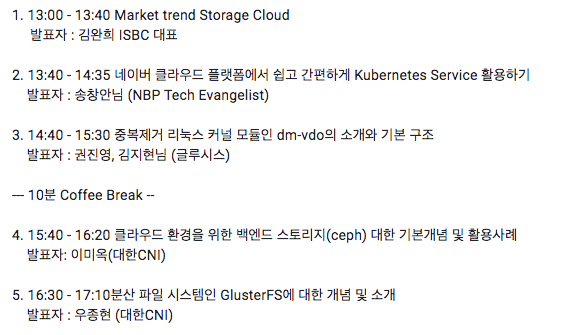 1. 13:00 - 13:40 Market trend Storage Cloud
발표자 : 김완희 ISBC 대표
2. 13:40 - 14:35 네이버 클라우드 플랫폼에서 쉽고 간편하게 Kubernetes Service 활용하기
발표자 : 송창안님 (NBP Tech Evangelist)
3. 14:40 - 15:30 중복제거 리눅스 커널 모듈인 dm-vdo의 소개와 기본 구조
발표자 : 권진영, 김지현님 (글루시스)
--- 10분 Coffee Break --
4. 15:40 - 16:20 클라우드 환경을 위한 백엔드 스토리지(ceph) 대한 기본개념 및 활용사례
발표자: 이미옥(대한CNI)
5. 16:30 - 17:10분산 파일 시스템인 GlusterFS에 대한 개념 및 소개
발표자 : 우종현 (대한CNI)